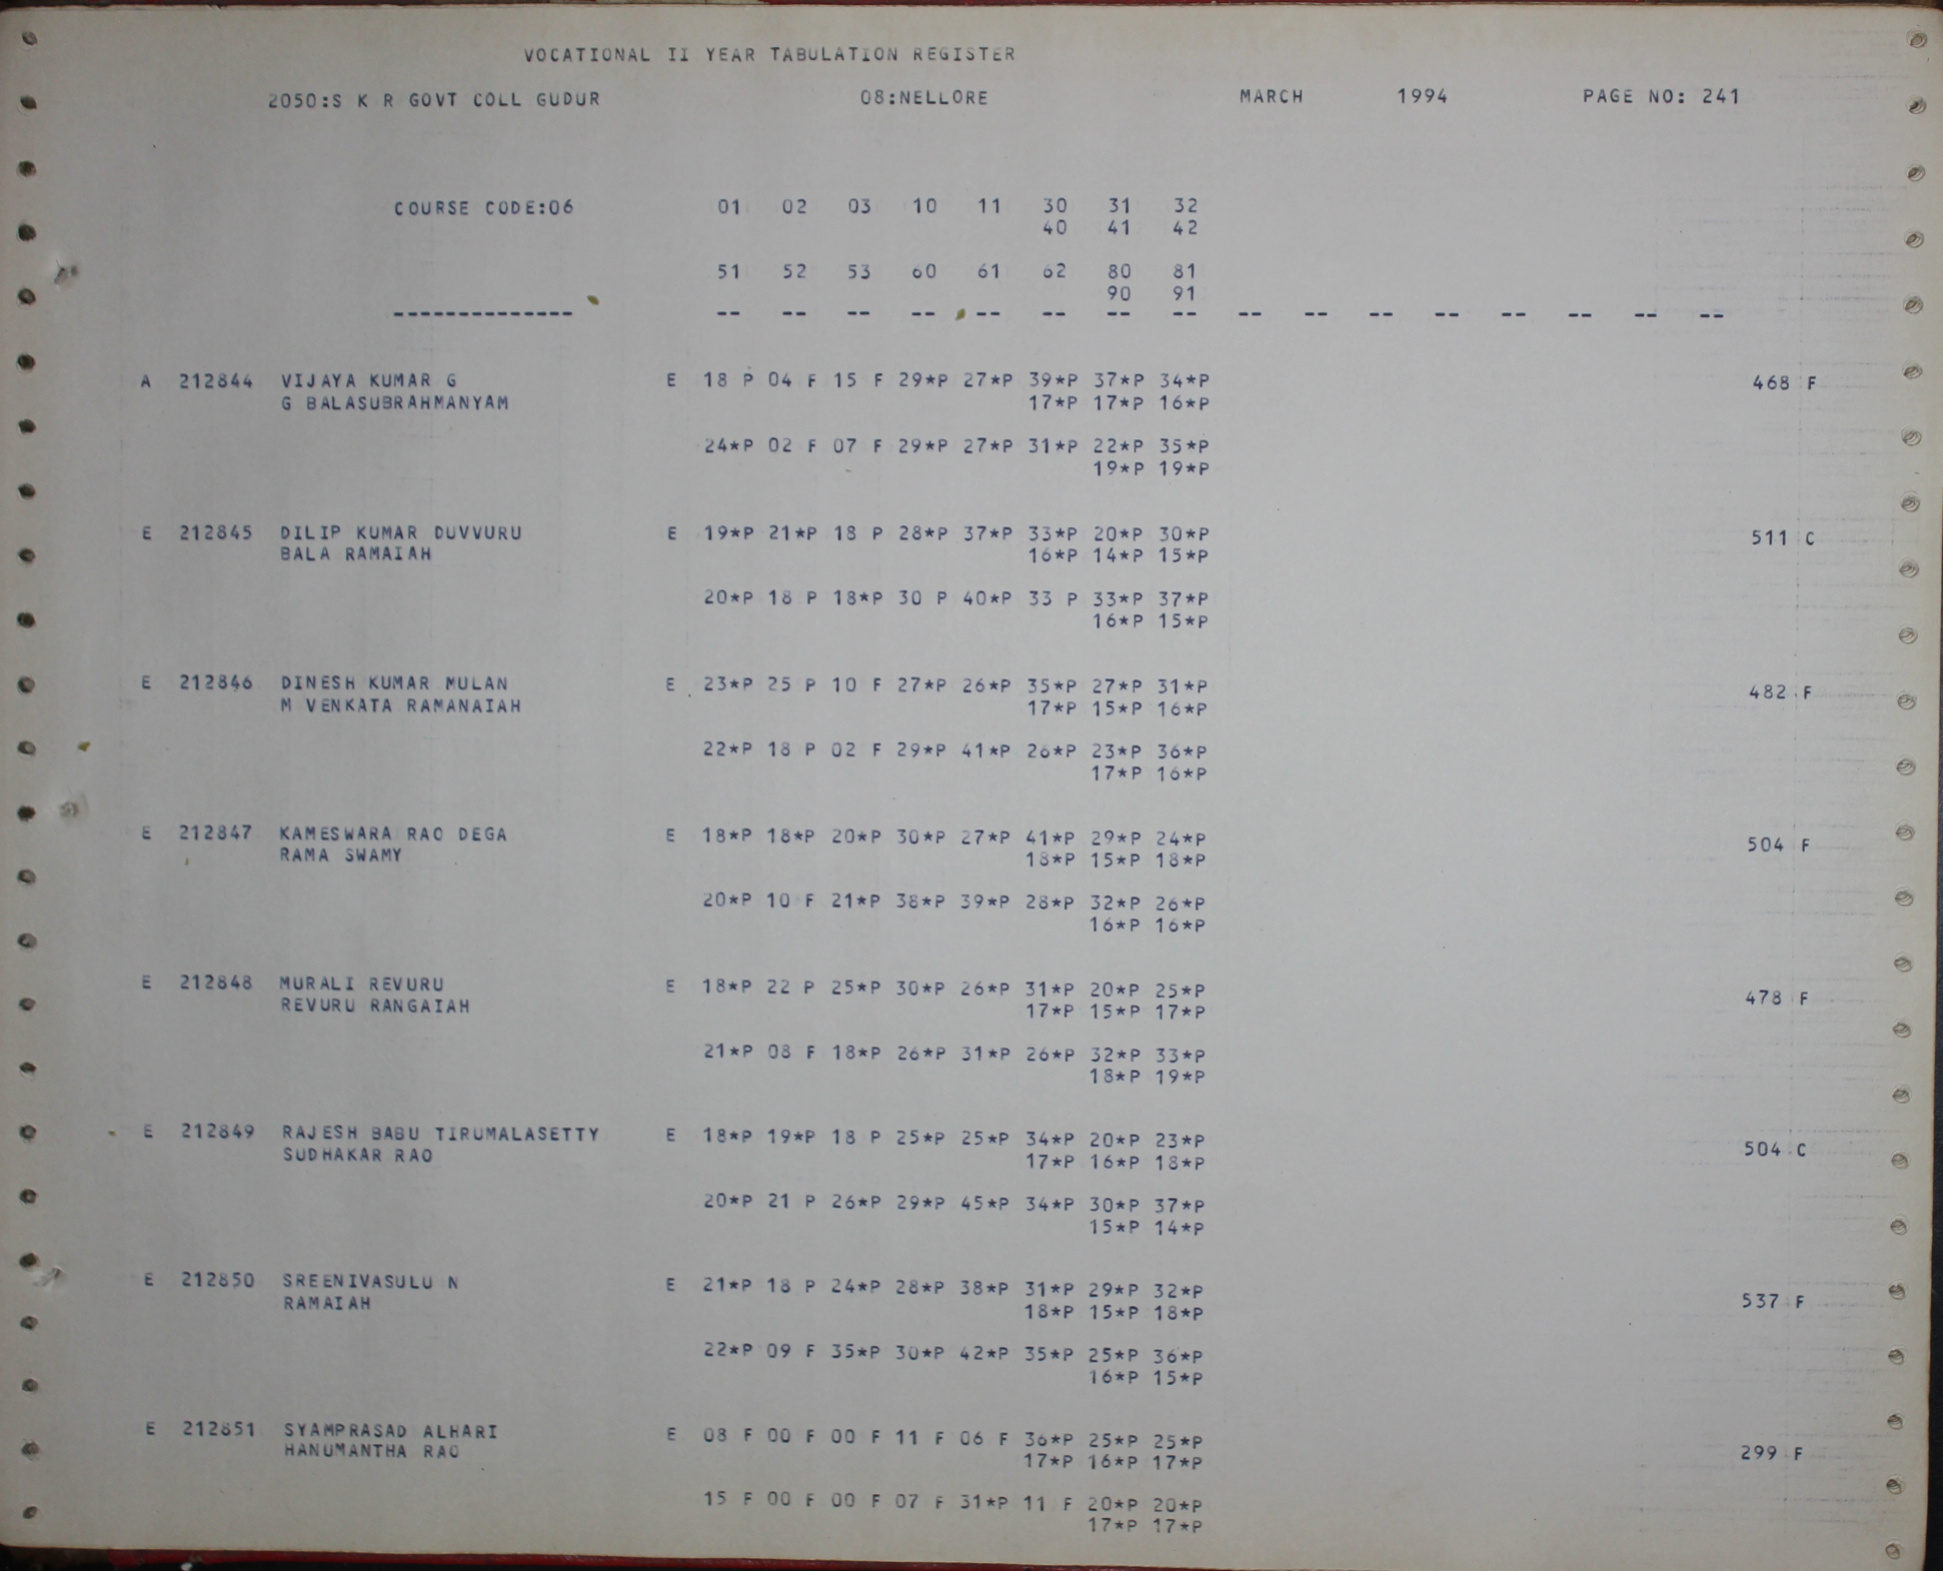 VOCATIONAL II YEAR TABULATION REGISTER
2050:S K R GOVT COLL GUDUR 08:NELLORE MARCH 1994 PAGE NO: 241
COURSE CODE:06 01 02 03 10 11 30 31 32
40 41 42
51 52 53 60 61 62 80 81
90 91
-------------- -- -- -- -- -- -- -- -- -- -- -- -- -- -- -- --
A 212844 VIJAYA KUMAR G E 18 P 04 F 15 F 29*P 27*P 39*P 37*P 34*P 468 F
G BALASUBRAHMANYAM 17*P 17*P 16*P
24*P 02 F 07 F 29*P 27*P 31*P 22*P 35*P
19*P 19*P
E 212845 DILIP KUMAR DUVVURU E 19*P 21*P 18 P 28*P 37*P 33*P 20*P 30*P 511 C
BALA RAMAIAH 16*P 14*P 15*P
20*P 18 P 18*P 30 P 40*P 33 P 33*P 37*P
16*P 15*P
E 212846 DINESH KUMAR MULAN E 23*P 25 P 10 F 27*P 26*P 35*P 27*P 31*P 482 F
M VENKATA RAMANAIAH 17*P 15*P 16*P
22*P 18 P 02 F 29*P 41*P 26*P 23*P 36*P
17*P 16*P
E 212847 KAMESWARA RAO DEGA E 18*P 18*P 20*P 30*P 27*P 41*P 29*P 24*P 504 F
RAMA SWAMY 18*P 15*P 18*P
20*P 10 F 21*P 38*P 39*P 28*P 32*P 26*P
16*P 16*P
E 212848 MURALI REVURU E 18*P 22 P 25*P 30*P 26*P 31*P 20*P 25*P 478 F
REVURU RANGAIAH 17*P 15*P 17*P
21*P 08 F 18*P 26*P 31*P 26*P 32*P 33*P
18*P 19*P
E 212849 RAJESH BABU TIRUMALASETTY E 18*P 19*P 18 P 25*P 25*P 34*P 20*P 23*P 504 C
SUDHAKAR RAO 17*P 16*P 18*P
20*P 21 P 26*P 29*P 45*P 34*P 30*P 37*P
15*P 14*P
E 212850 SREENIVASULU N E 21*P 18 P 24*P 28*P 38*P 31*P 29*P 32*P 537 F
RAMAIAH 18*P 15*P 18*P
22*P 09 F 35*P 30*P 42*P 35*P 25*P 36*P
16*P 15*P
E 212851 SYAMPRASAD ALHARI E 08 F 00 F 00 F 11 F 06 F 36*P 25*P 25*P 299 F
HANUMANTHA RAO 17*P 16*P 17*P
15 F 00 F 00 F 07 F 31*P 11 F 20*P 20*P
17*P 17*P